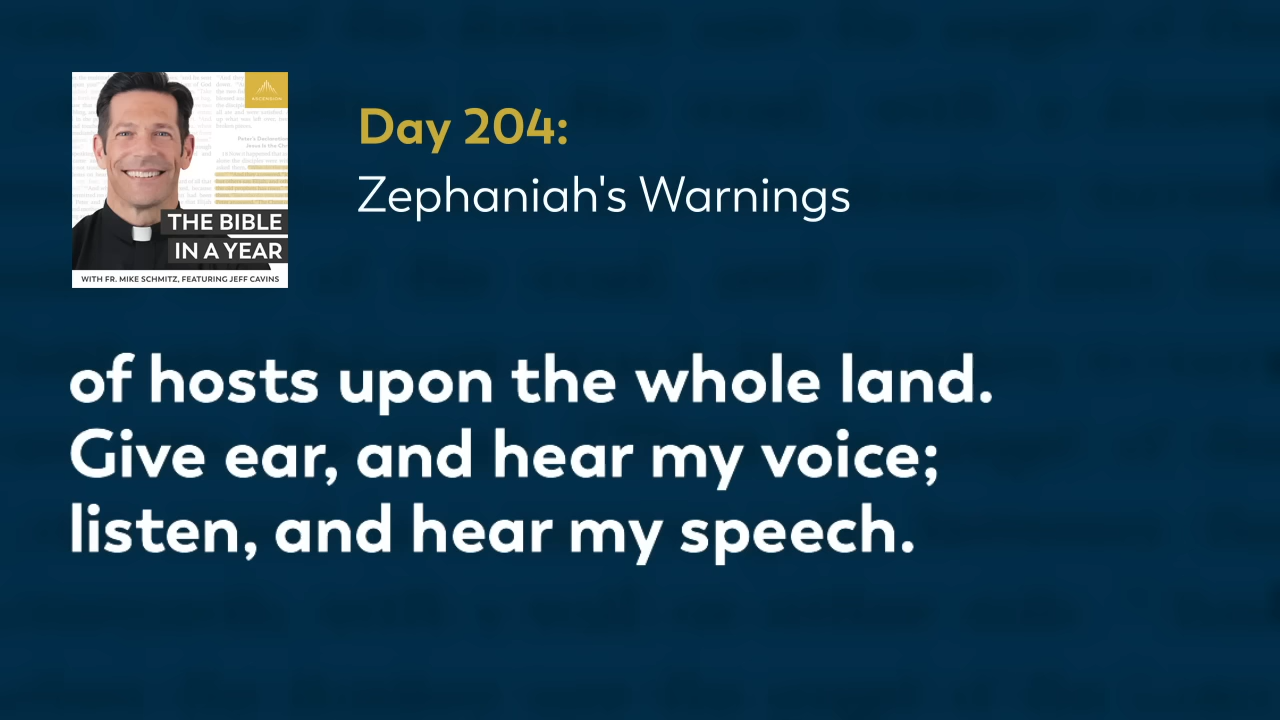 ASCENSION
THE BIBLE
IN A YEAR
WITH FR. MIKE SCHMITZ, FEATURING JEFF CAVINS
Day 204:
Zephaniah's Warnings
of hosts upon the whole land.
Give ear, and hear my voice;
listen, and hear my speech.